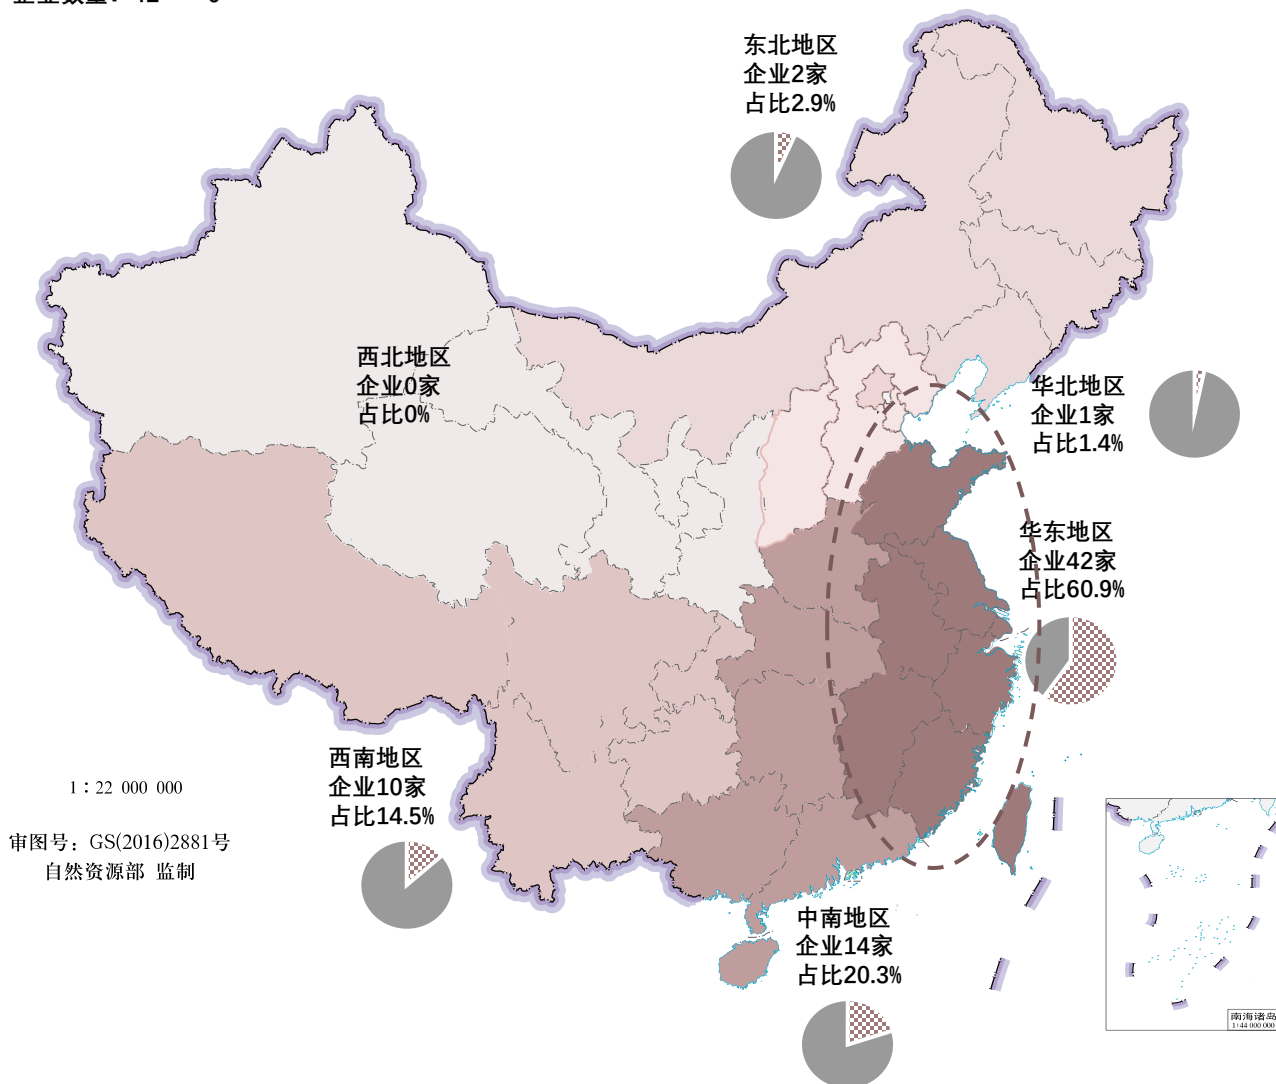 东北地区
企业2家
占比2.9%
西北地区
企业0家
占比0%
华北地区
企业1家
占比1.4%
华东地区
企业42家
占比60.9%
西南地区
企业10家
占比14.5%
1：22 000 000
审图号：GS(2016)2881号
自然资源部 监制
中南地区
企业14家
占比20.3%
南海诸岛
1:44 000 000